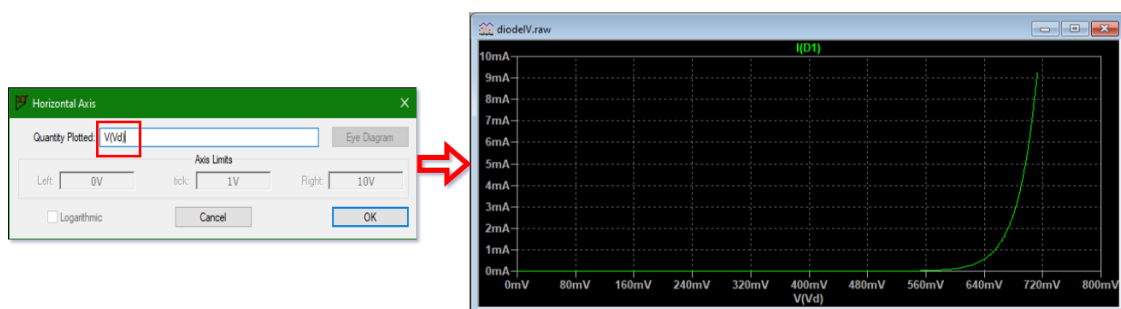 Horizontal Axis
X
Quantity Plotted: V(Vd) Eye Diagram
Axis Limits
Left: 0V tick: 1V Right: 10V
Logarithmic Cancel OK
diodeIV.raw
I(D1)
10mA
9mA
8mA
7mA
6mA
5mA
4mA
3mA
2mA
1mA
0mA
0mV 80mV 160mV 240mV 320mV 400mV 480mV 560mV 640mV 720mV 800mV
V(Vd)